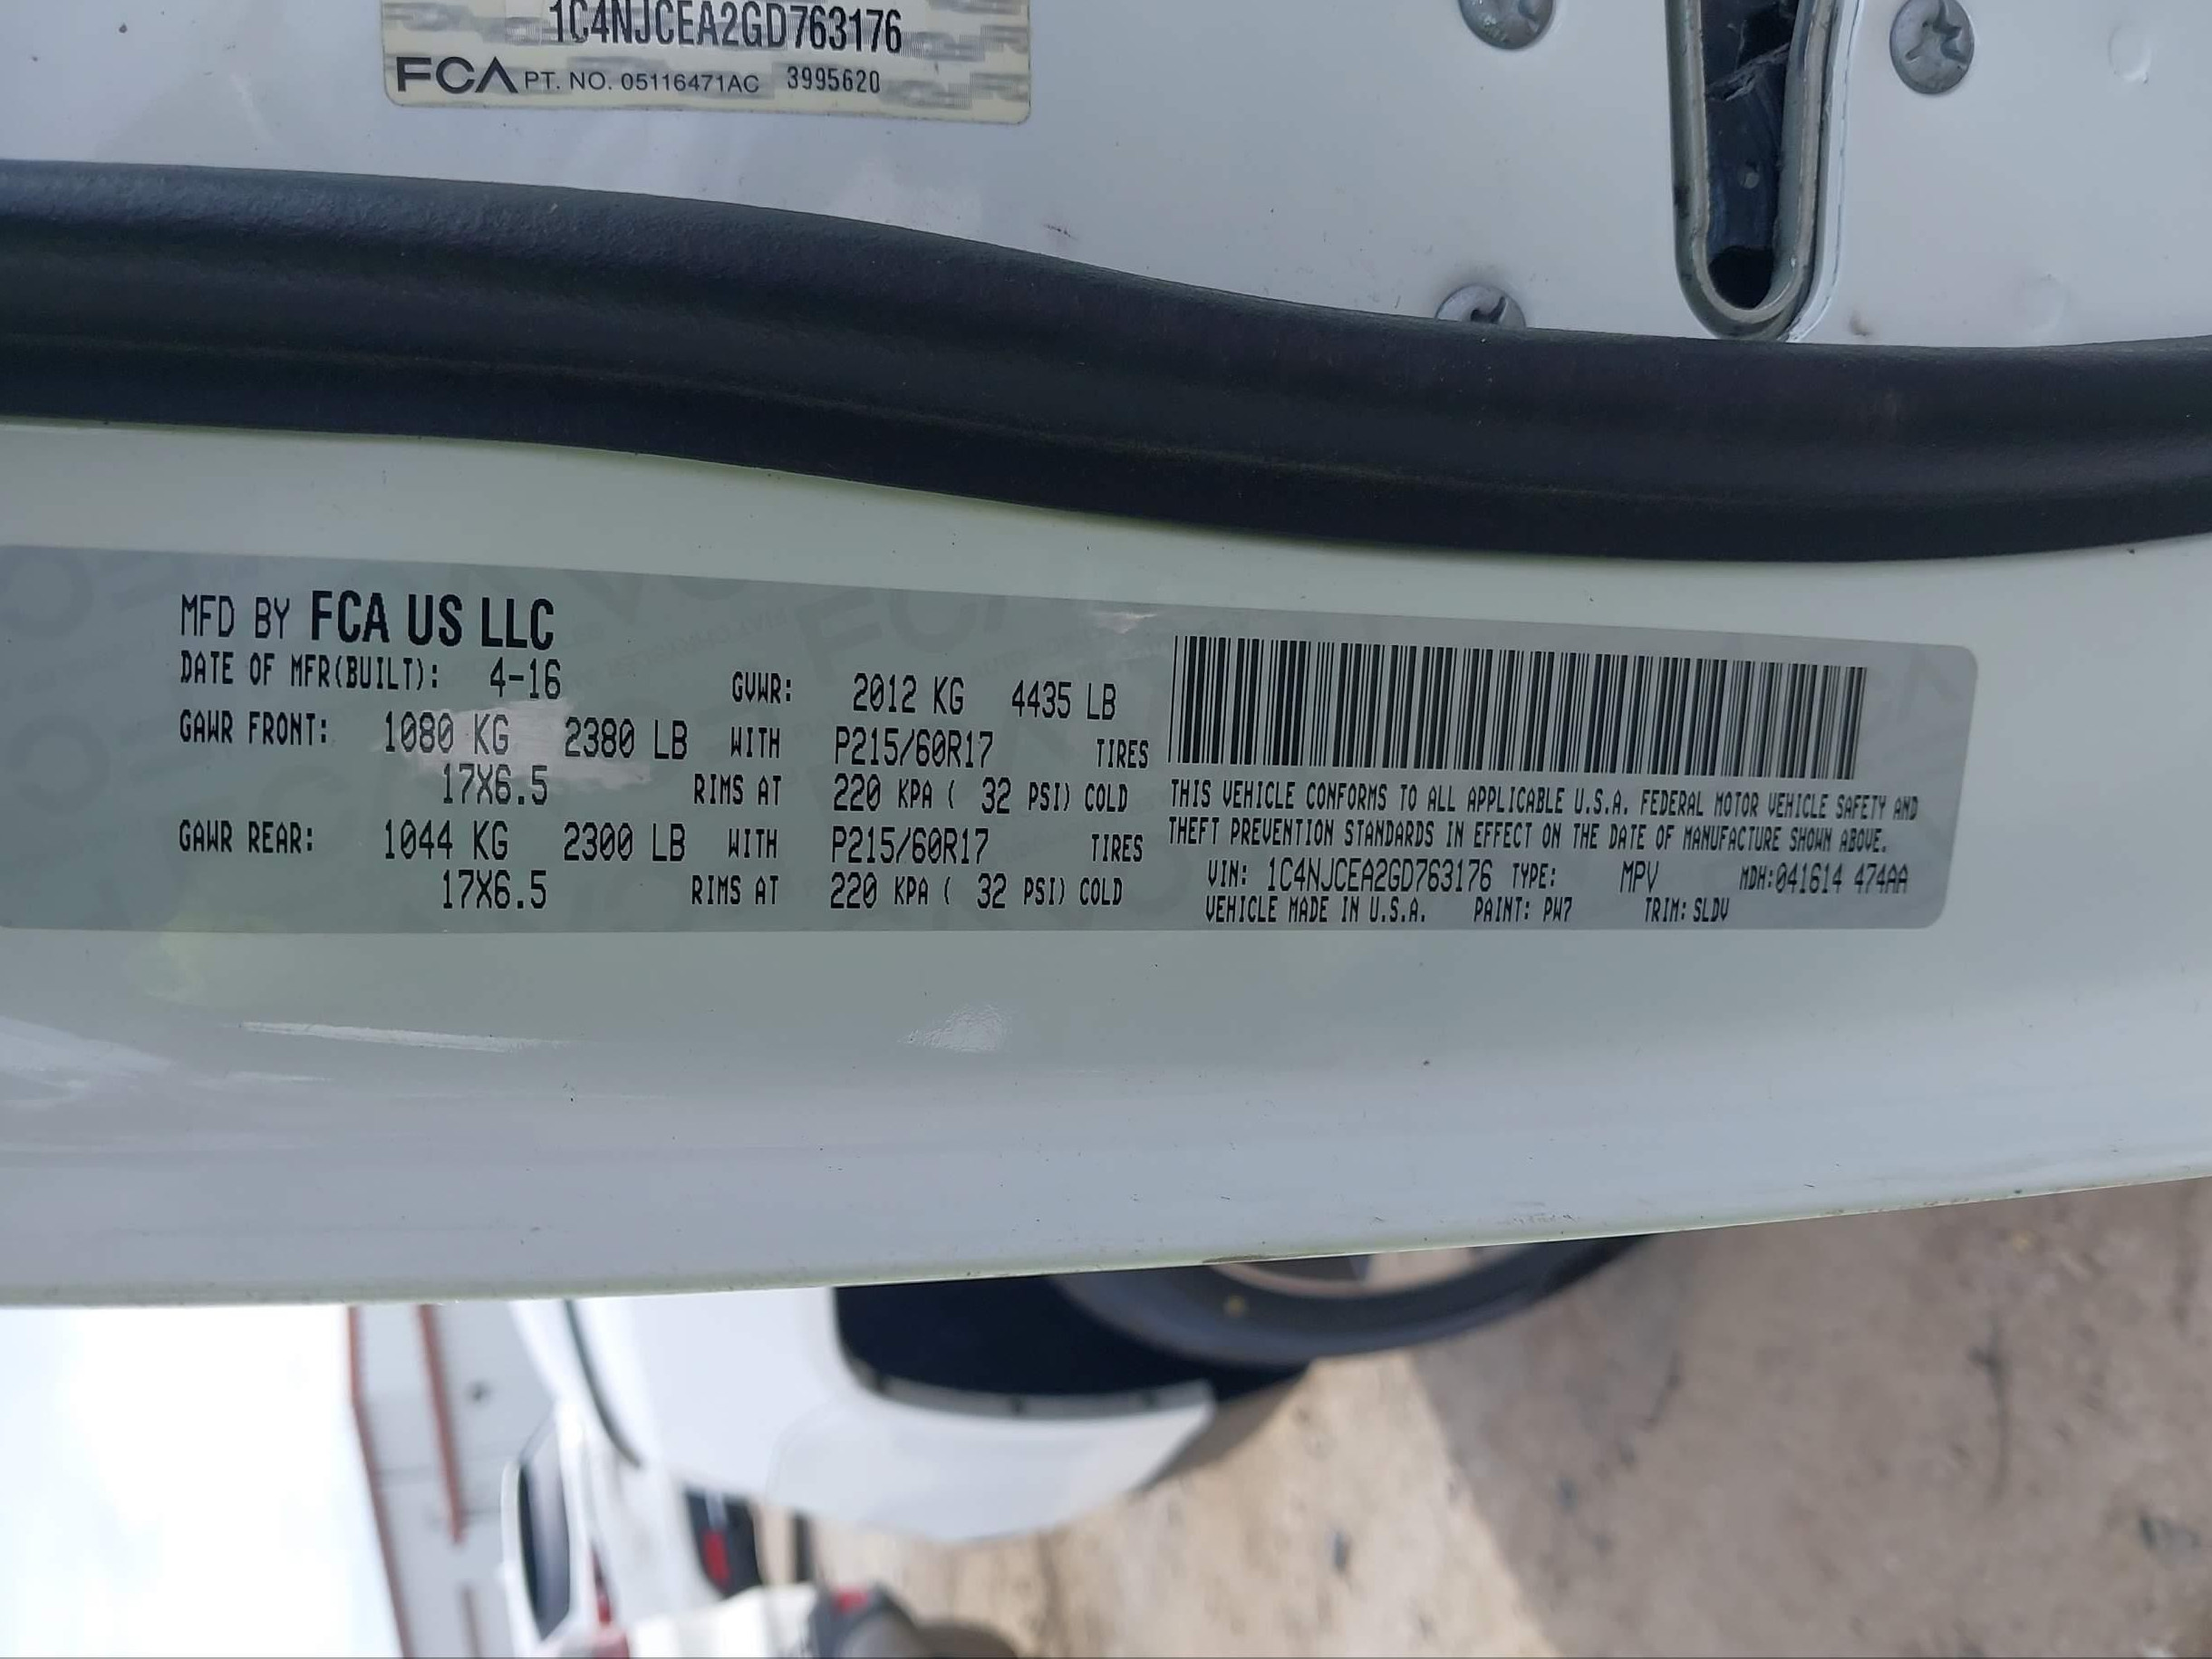 1C4NJCEA2GD763176
FCA PT. NO. 05116471AC 3995620
MFD BY FCA US LLC
DATE OF MFR(BUILT): 4-16 GVWR: 2012 KG 4435 LB
GAWR FRONT: 1080 KG 2380 LB WITH P215/60R17 TIRES
17X6.5 RIMS AT 220 KPA ( 32 PSI) COLD
GAWR REAR: 1044 KG 2300 LB WITH P215/60R17 TIRES
17X6.5 RIMS AT 220 KPA ( 32 PSI) COLD
THIS VEHICLE CONFORMS TO ALL APPLICABLE U.S.A. FEDERAL MOTOR VEHICLE SAFETY AND
THEFT PREVENTION STANDARDS IN EFFECT ON THE DATE OF MANUFACTURE SHOWN ABOVE.
VIN: 1C4NJCEA2GD763176 TYPE: MPV MDH:041614 474AA
VEHICLE MADE IN U.S.A. PAINT: PW7 TRIM: SLDV